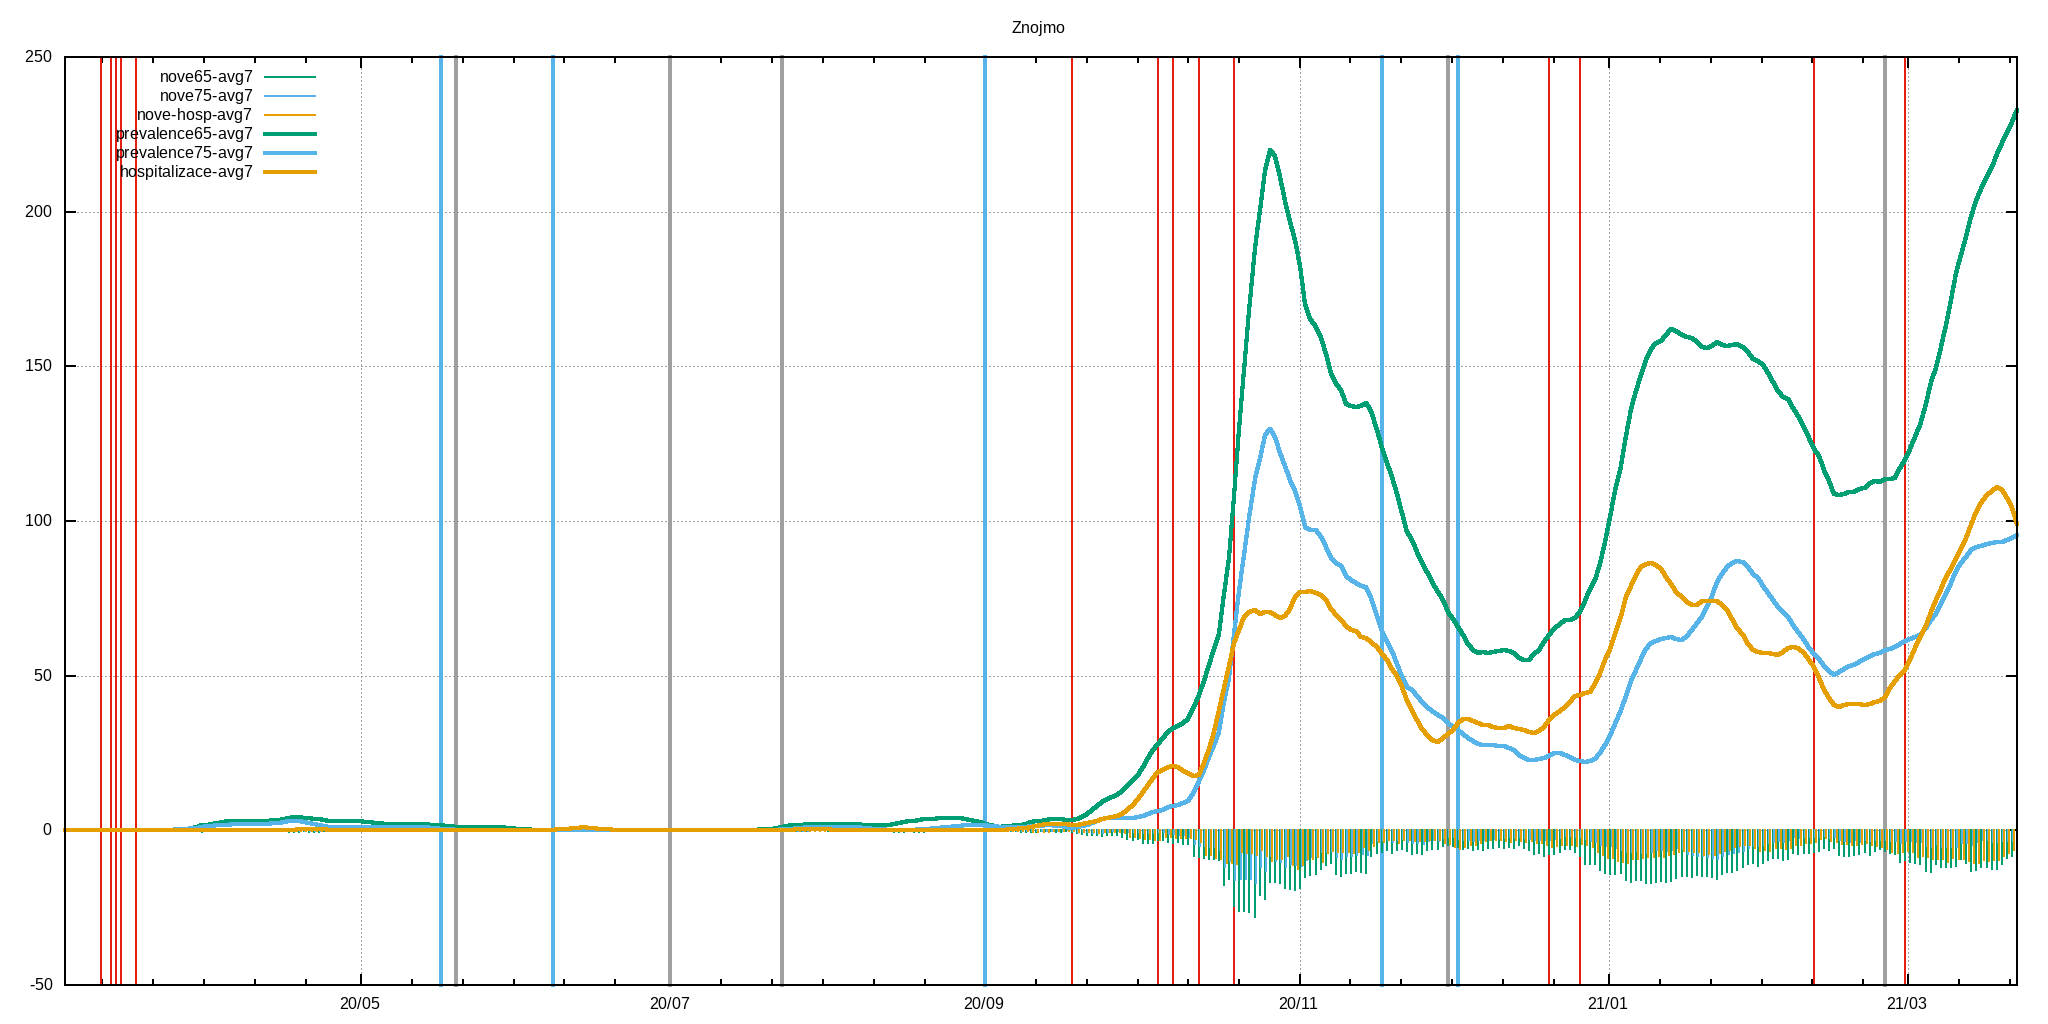 Znojmo
250
200
150
100
50
0
-50
nove65-avg7
nove75-avg7
nove-hosp-avg7
prevalence65-avg7
prevalence75-avg7
hospitalizace-avg7
20/05 20/07 20/09 20/11 21/01 21/03